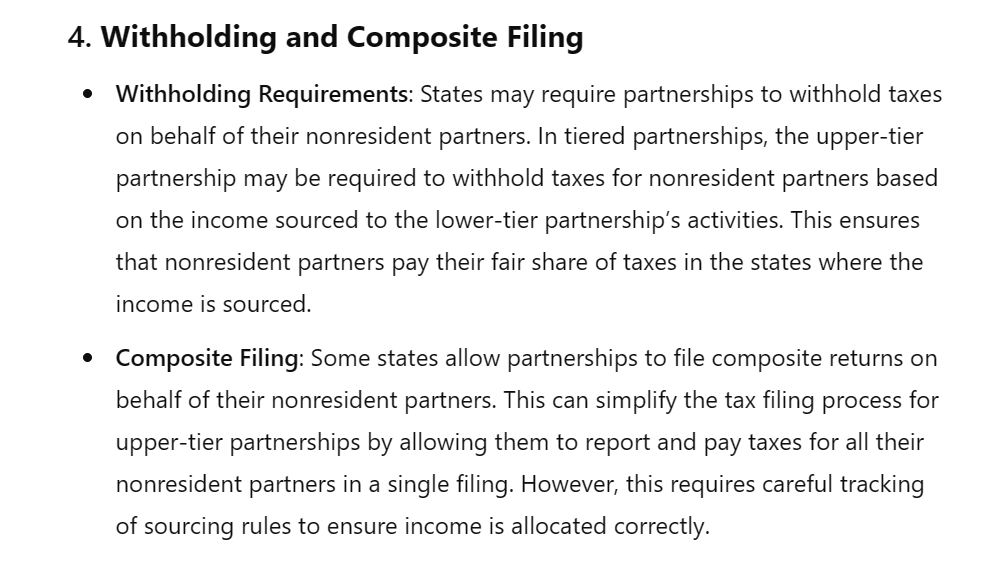 4. Withholding and Composite Filing
• Withholding Requirements: States may require partnerships to withhold taxes
on behalf of their nonresident partners. In tiered partnerships, the upper-tier
partnership may be required to withhold taxes for nonresident partners based
on the income sourced to the lower-tier partnership’s activities. This ensures
that nonresident partners pay their fair share of taxes in the states where the
income is sourced.
• Composite Filing: Some states allow partnerships to file composite returns on
behalf of their nonresident partners. This can simplify the tax filing process for
upper-tier partnerships by allowing them to report and pay taxes for all their
nonresident partners in a single filing. However, this requires careful tracking
of sourcing rules to ensure income is allocated correctly.